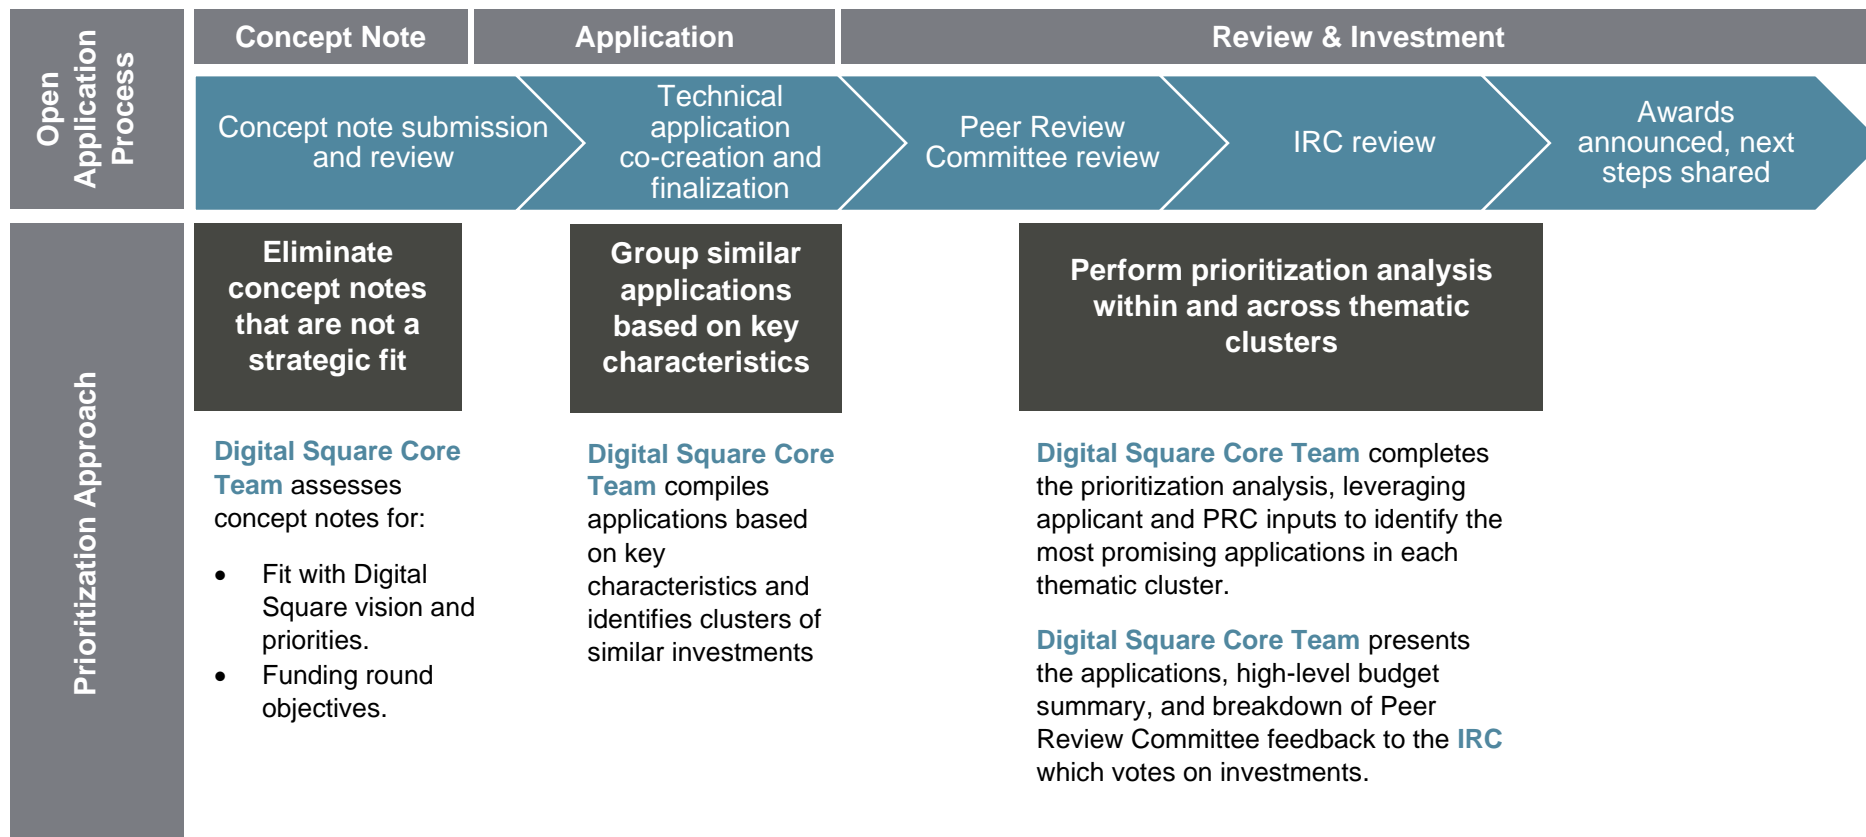 Open
Application
Process
Concept Note
Application
Review & Investment
Concept note submission
and review
Technical
application
co-creation and
finalization
Peer Review
Committee review
IRC review
Awards
announced, next
steps shared
Prioritization Approach
Eliminate
concept notes
that are not a
strategic fit
Digital Square Core
Team assesses
concept notes for:
• Fit with Digital
Square vision and
priorities.
• Funding round
objectives.
Group similar
applications
based on key
characteristics
Digital Square Core
Team compiles
applications based
on key
characteristics and
identifies clusters of
similar investments
Perform prioritization analysis
within and across thematic
clusters
Digital Square Core Team completes
the prioritization analysis, leveraging
applicant and PRC inputs to identify the
most promising applications in each
thematic cluster.
Digital Square Core Team presents
the applications, high-level budget
summary, and breakdown of Peer
Review Committee feedback to the IRC
which votes on investments.